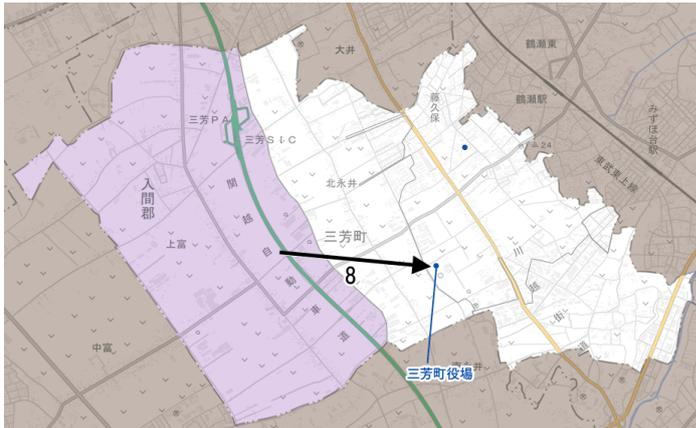 大井
鶴瀬東
藤久保
鶴瀬駅
みずほ台駅
三芳PA
三芳SIC
東武東上線
入間郡
関越自動車道
北永井
三芳町
上富
8
川越街道
中富
三芳町役場